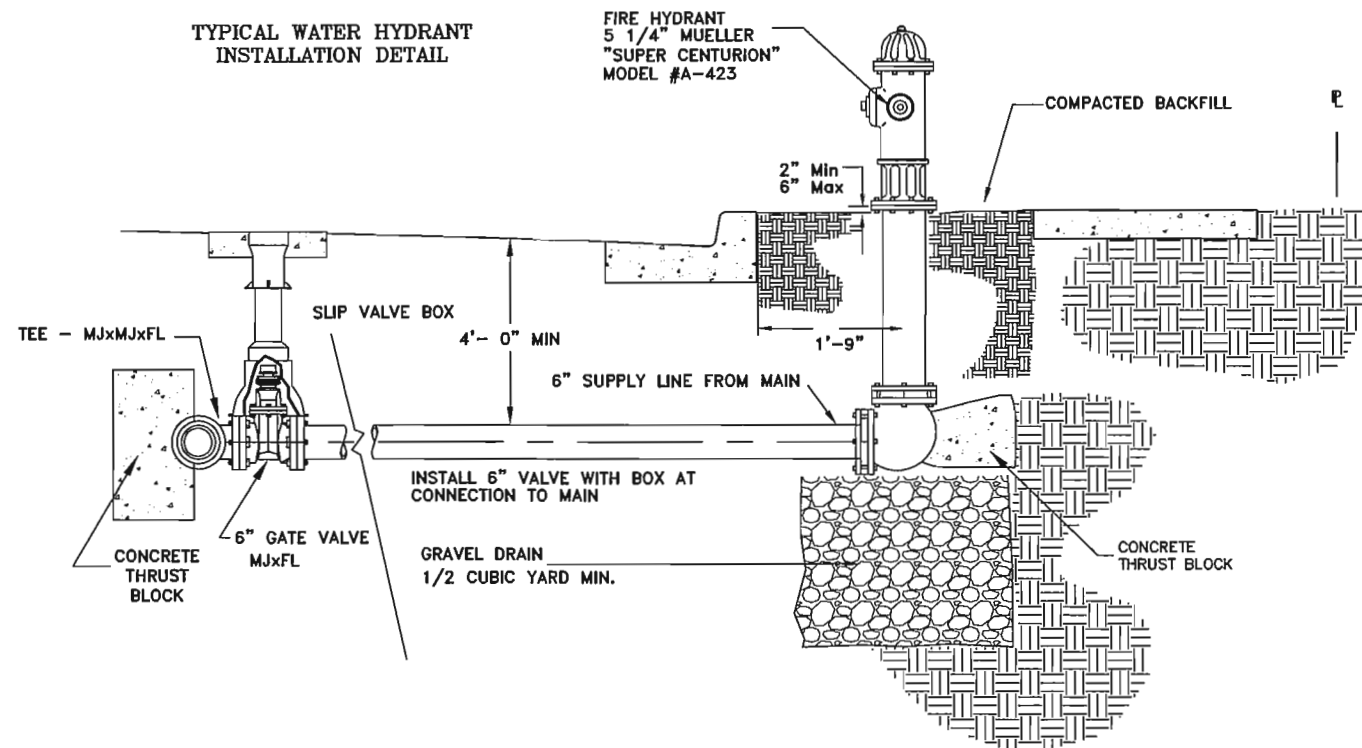 TYPICAL WATER HYDRANT
INSTALLATION DETAIL
FIRE HYDRANT
5 1/4" MUELLER
"SUPER CENTURION"
MODEL #A-423
COMPACTED BACKFILL
PL
2" Min
6" Max
SLIP VALVE BOX
TEE - MJxMJxFL
4'- 0" MIN
1'-9"
6" SUPPLY LINE FROM MAIN
INSTALL 6" VALVE WITH BOX AT
CONNECTION TO MAIN
6" GATE VALVE
MJxFL
CONCRETE
THRUST
BLOCK
GRAVEL DRAIN
1/2 CUBIC YARD MIN.
CONCRETE
THRUST BLOCK